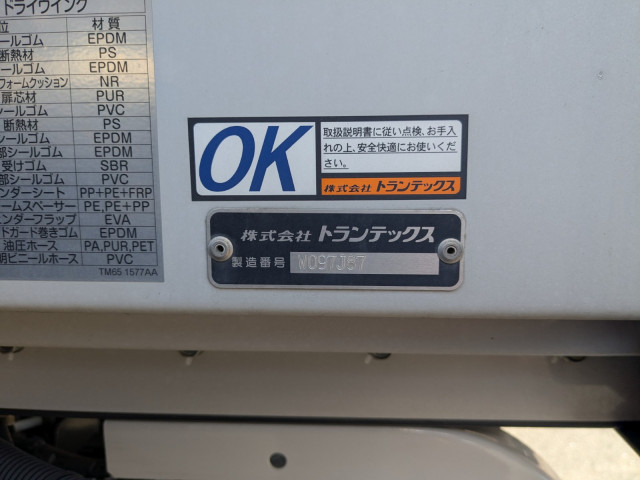 ドライウイング
位 材質
ールゴム EPDM
断熱材 PS
ールゴム EPDM
フォームクッション NR
扉芯材 PUR
シールゴム PVC
断熱材 PS
シールゴム EPDM
部シールゴム EPDM
受けゴム SBR
部シールゴム PVC
ンダーシート PP+PE+FRP
ームスペーサー PE,PE+PP
ェンダーフラップ EVA
ドガード巻きゴム EPDM
油圧ホース PA,PUR,PET
明ビニールホース PVC
TM65 1577AA
OK
取扱説明書に従い点検、お手入
れの上、安全快適にお使いくだ
さい。
株式会社 トランテックス
株式会社 トランテックス
製造番号 W097J67